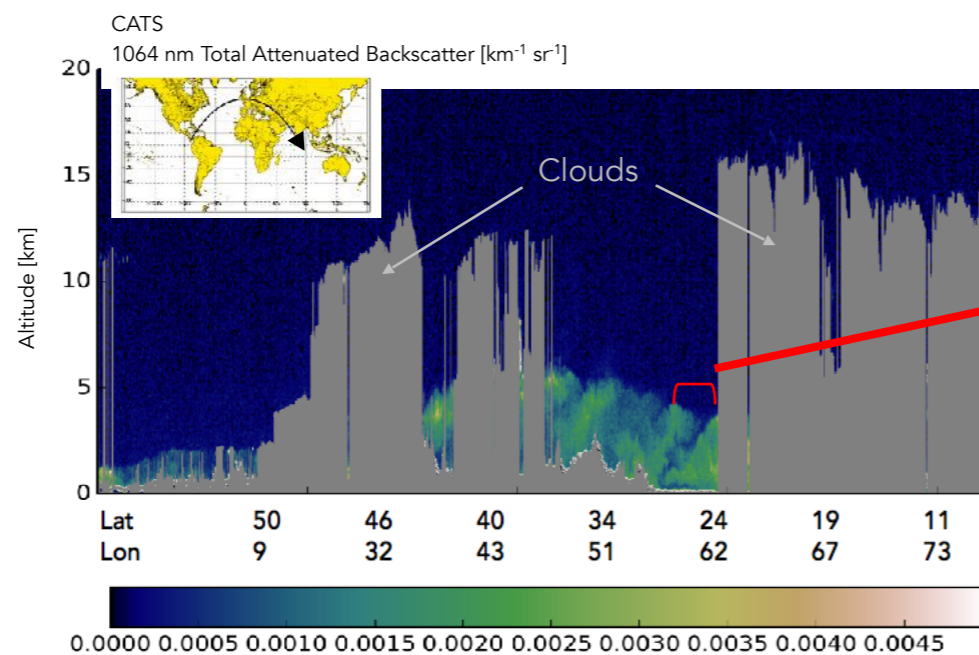 CATS
1064 nm Total Attenuated Backscatter [km-1 sr-1]
20
15
10
5
0
Altitude [km]
Clouds
Lat 50 46 40 34 24 19 11
Lon 9 32 43 51 62 67 73
0.0000 0.0005 0.0010 0.0015 0.0020 0.0025 0.0030 0.0035 0.0040 0.0045